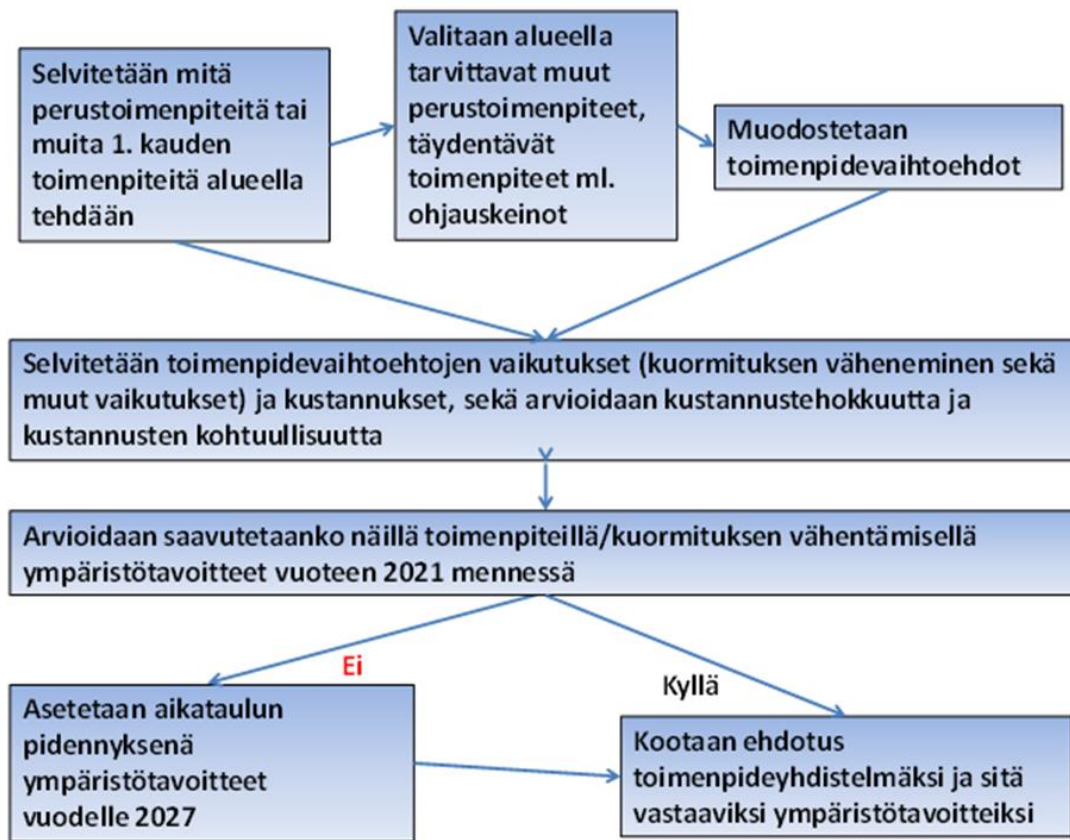 Selvitetään mitä
perustoimenpiteitä tai
muita 1. kauden
toimenpiteitä alueella
tehdään
Valitaan alueella
tarvittavat muut
perustoimenpiteet,
täydentävät
toimenpiteet ml.
ohjauskeinot
Muodostetaan
toimenpidevaihtoehdot
Selvitetään toimenpidevaihtoehtojen vaikutukset (kuormituksen väheneminen sekä
muut vaikutukset) ja kustannukset, sekä arvioidaan kustannustehokkuutta ja
kustannusten kohtuullisuutta
Arvioidaan saavutetaanko näillä toimenpiteillä/kuormituksen vähentämisellä
ympäristötavoitteet vuoteen 2021 mennessä
Ei
Kyllä
Asetetaan aikataulun
pidennyksenä
ympäristötavoitteet
vuodelle 2027
Kootaan ehdotus
toimenpideyhdistelmäksi ja sitä
vastaaviksi ympäristötavoitteiksi